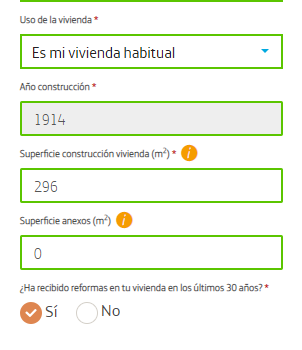 Uso de la vivienda *
Es mi vivienda habitual
Año construcción *
1914
Superficie construcción vivienda (m²) * i
296
Superficie anexos (m²) i
0
¿Ha recibido reformas en tu vivienda en los últimos 30 años? *
Sí No